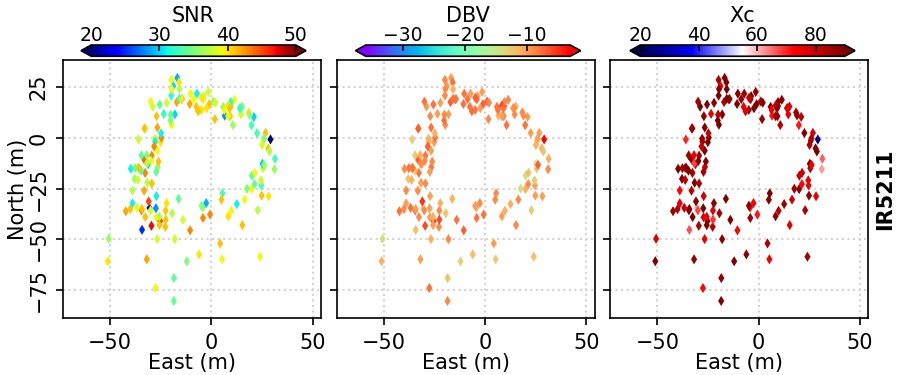 SNR DBV Xc
20 30 40 50 −30 −20 −10 20 40 60 80
25
0
−25
−50
−75
North (m)
−50 0 50 −50 0 50 −50 0 50
East (m) East (m) East (m)
IR5211